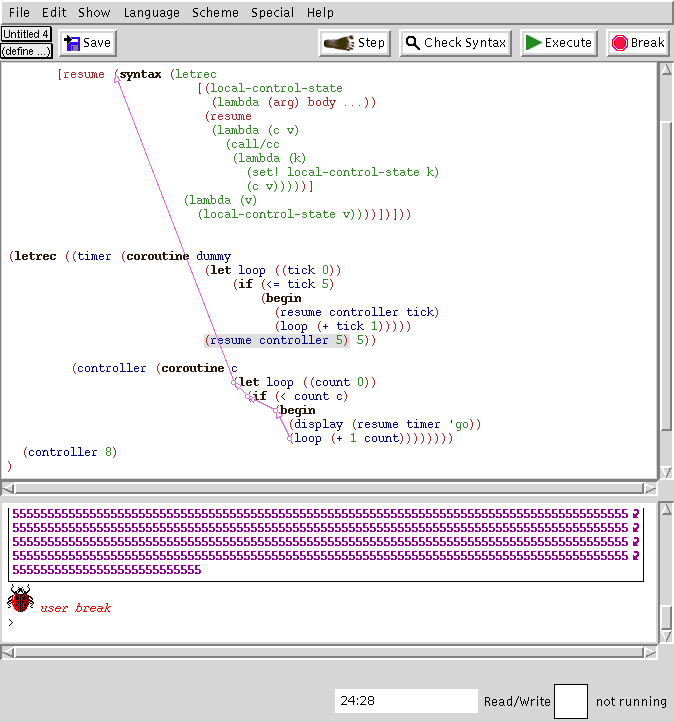 File Edit Show Language Scheme Special Help
Untitled 4
(define ...)
Save
Step
Check Syntax
Execute
Break
[resume (syntax (letrec
[(local-control-state
(lambda (arg) body ...))
(resume
(lambda (c v)
(call/cc
(lambda (k)
(set! local-control-state k)
(c v)))))]
(lambda (v)
(local-control-state v))))])]))
(letrec ((timer (coroutine dummy
(let loop ((tick 0))
(if (<= tick 5)
(begin
(resume controller tick)
(loop (+ tick 1)))))
(resume controller 5) 5))
(controller (coroutine c
(let loop ((count 0))
(if (< count c)
(begin
(display (resume timer 'go))
(loop (+ 1 count))))))))
(controller 8)
)
5555555555555555555555555555555555555555555555555555555555555555555555555555555555555555
5555555555555555555555555555555555555555555555555555555555555555555555555555555555555555
5555555555555555555555555555555555555555555555555555555555555555555555555555555555555555
5555555555555555555555555555555555555555555555555555555555555555555555555555555555555555
555555555555555555555555555
user break
>
24:28
Read/Write
not running